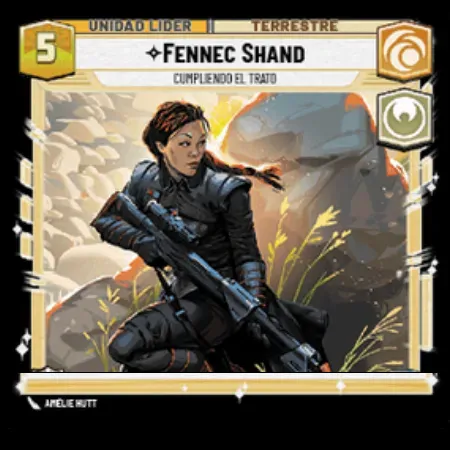 UNIDAD LÍDER TERRESTRE
5
FENNEC SHAND
CUMPLIENDO EL TRATO
AMÉLIE HUTT